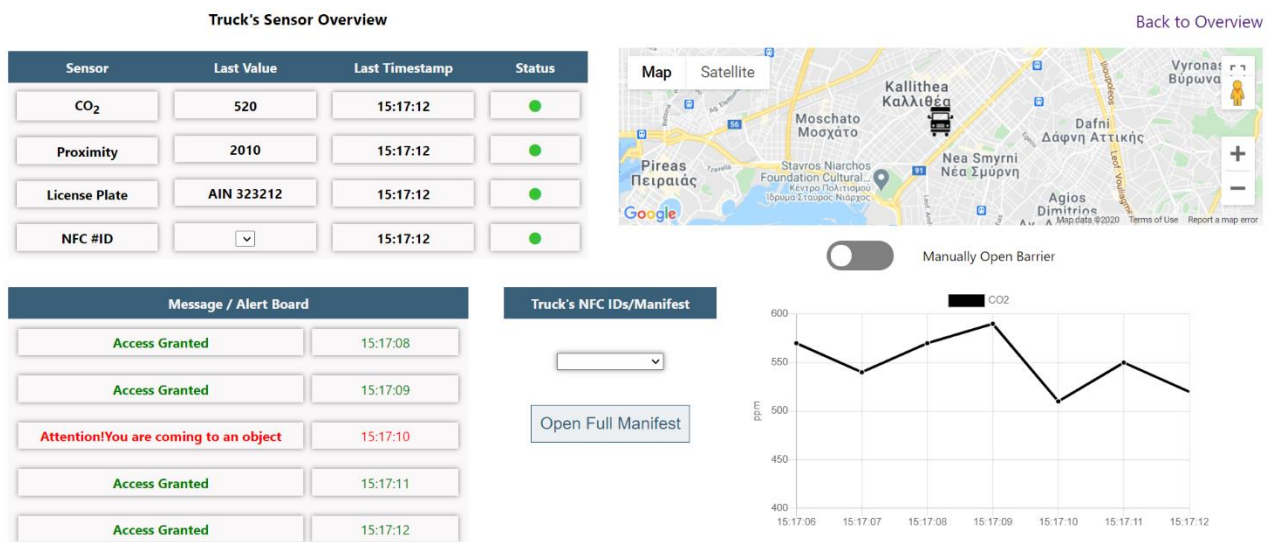 Truck's Sensor Overview
Back to Overview
Sensor Last Value Last Timestamp Status
CO2 520 15:17:12
Proximity 2010 15:17:12
License Plate AIN 323212 15:17:12
NFC #ID 15:17:12
Map Satellite
Vyronas
Βύρωνα
Kallithea
Καλλιθέα
Moschato
Μοσχάτο
56
Dafni
Δάφνη Αττικής
Pireas
Πειραιάς
Stavros Niarchos
Foundation Cultural...
Κέντρο Πολιτισμού
Ίδρυμα Σταύρος Νιάρχος
Nea Smyrni
Νέα Σμύρνη
91
Agios
Dimitrios
Google
Map data ©2020 Terms of Use Report a map error
Manually Open Barrier
Message / Alert Board
Access Granted 15:17:08
Access Granted 15:17:09
Attention!You are coming to an object 15:17:10
Access Granted 15:17:11
Access Granted 15:17:12
Truck's NFC IDs/Manifest
Open Full Manifest
CO2
600
550
500
450
400
ppm
15:17:06 15:17:07 15:17:08 15:17:09 15:17:10 15:17:11 15:17:12